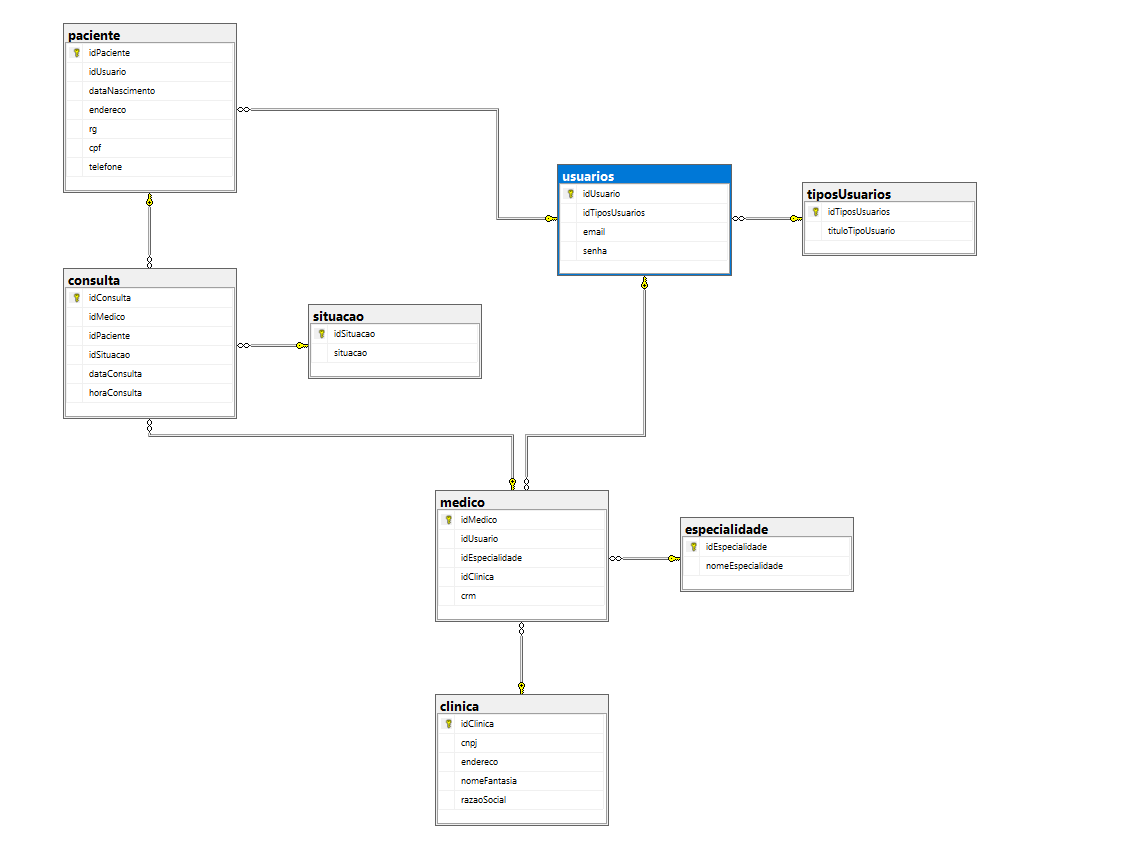 paciente
idPaciente
idUsuario
dataNascimento
endereco
rg
cpf
telefone
usuarios
idUsuario
idTiposUsuarios
email
senha
tiposUsuarios
idTiposUsuarios
tituloTipoUsuario
consulta
idConsulta
idMedico
idPaciente
idSituacao
dataConsulta
horaConsulta
situacao
idSituacao
situacao
medico
idMedico
idUsuario
idEspecialidade
idClinica
crm
especialidade
idEspecialidade
nomeEspecialidade
clinica
idClinica
cnpj
endereco
nomeFantasia
razaoSocial